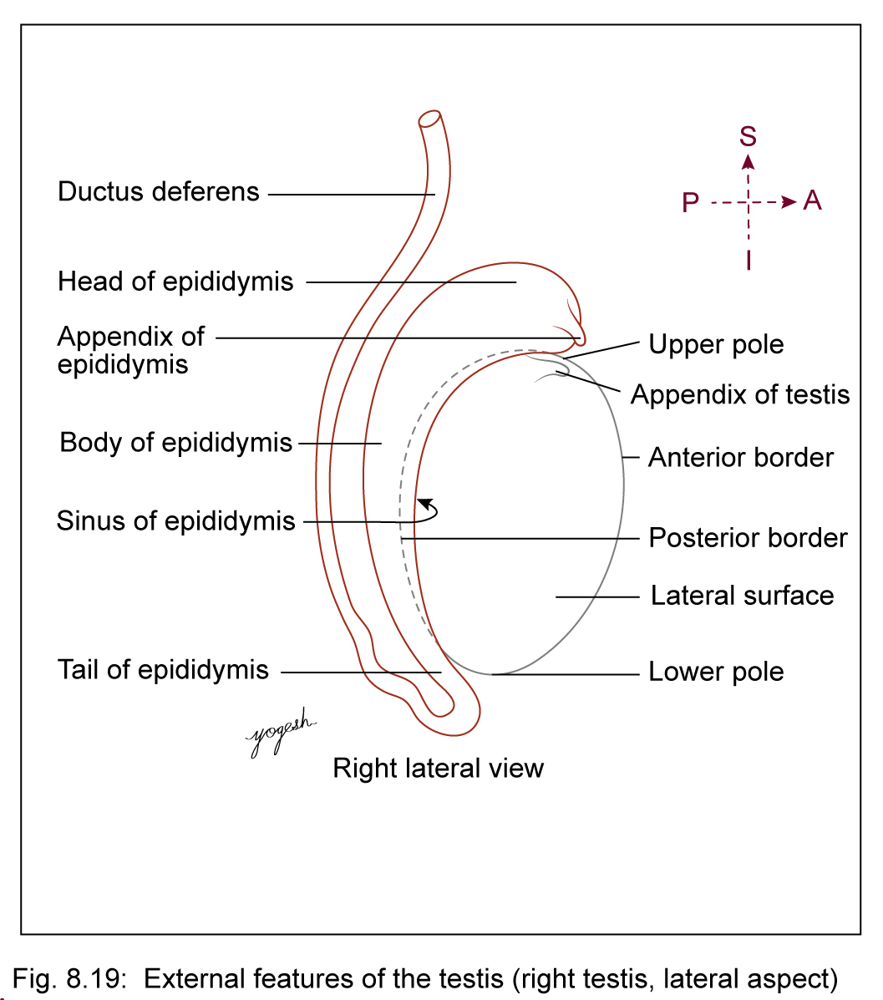 S
Ductus deferens
P A
I
Head of epididymis
Appendix of
epididymis
Upper pole
Appendix of testis
Body of epididymis
Anterior border
Sinus of epididymis
Posterior border
Lateral surface
Tail of epididymis
Lower pole
yogesh
Right lateral view
Fig. 8.19: External features of the testis (right testis, lateral aspect)